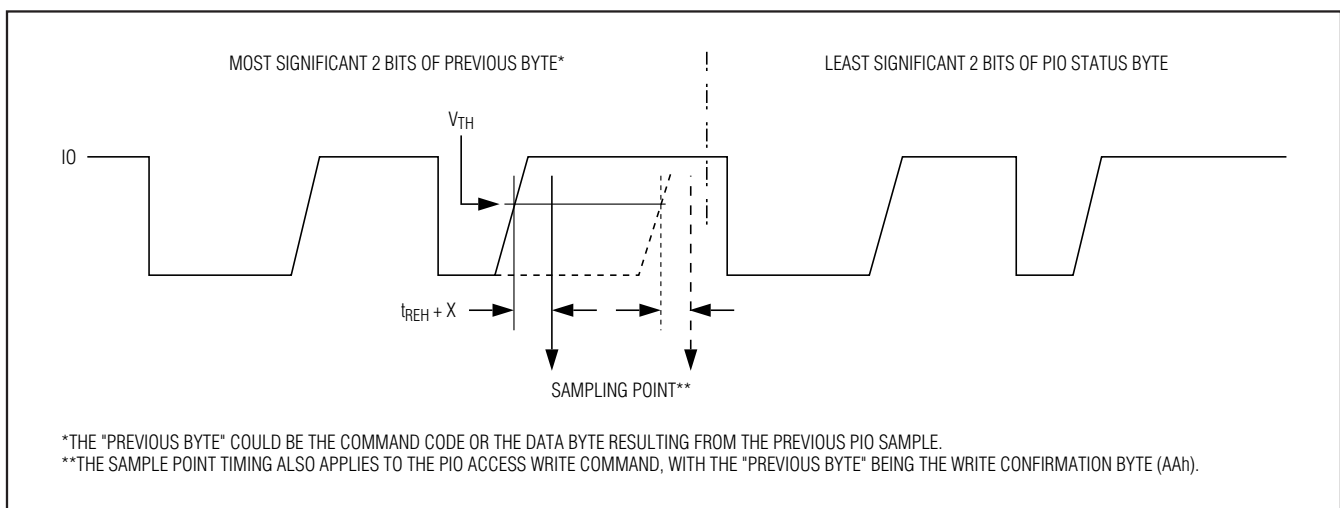 MOST SIGNIFICANT 2 BITS OF PREVIOUS BYTE*
LEAST SIGNIFICANT 2 BITS OF PIO STATUS BYTE
VTH
IO
tREH + X
SAMPLING POINT**
*THE "PREVIOUS BYTE" COULD BE THE COMMAND CODE OR THE DATA BYTE RESULTING FROM THE PREVIOUS PIO SAMPLE.
**THE SAMPLE POINT TIMING ALSO APPLIES TO THE PIO ACCESS WRITE COMMAND, WITH THE "PREVIOUS BYTE" BEING THE WRITE CONFIRMATION BYTE (AAh).